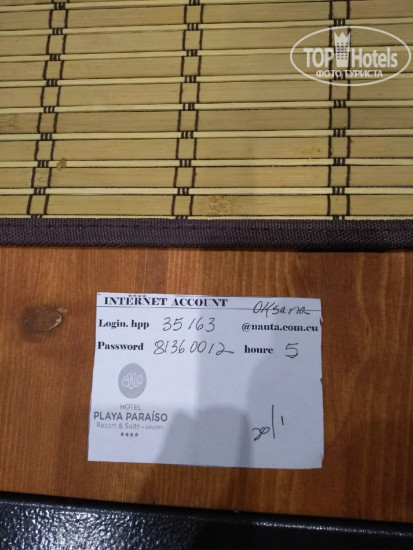 TOP Hotels
ФОТО ТУРИСТА
INTERNET ACCOUNT Oksana
Login. hpp 35163 @nauta.com.cu
Password 81360012 houre 5
HOTEL
PLAYA PARAÍSO
Resort & Suits
★★★★
20/1